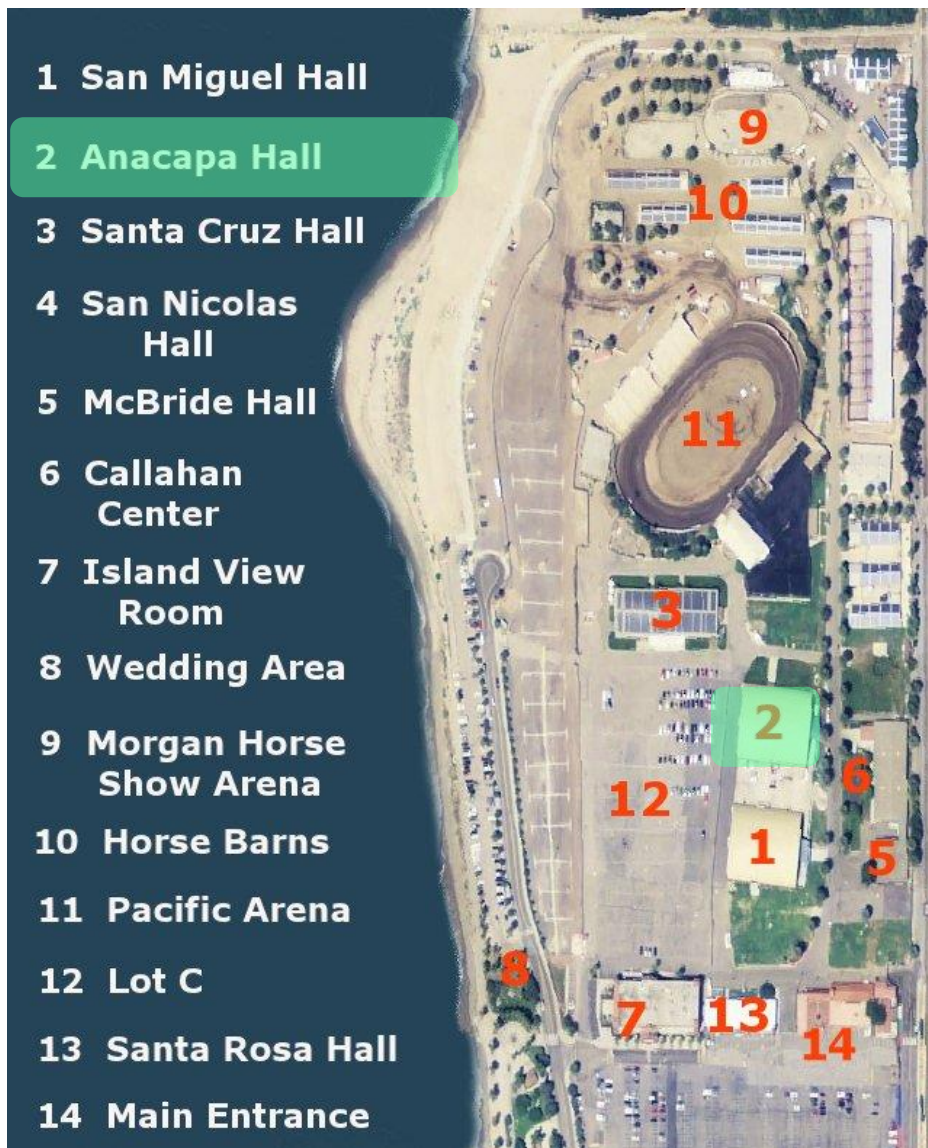 1 San Miguel Hall
2 Anacapa Hall
3 Santa Cruz Hall
4 San Nicolas
Hall
5 McBride Hall
6 Callahan
Center
7 Island View
Room
8 Wedding Area
9 Morgan Horse
Show Arena
10 Horse Barns
11 Pacific Arena
12 Lot C
13 Santa Rosa Hall
14 Main Entrance
9
10
11
3
2
6
12
1
5
8
7
13
14